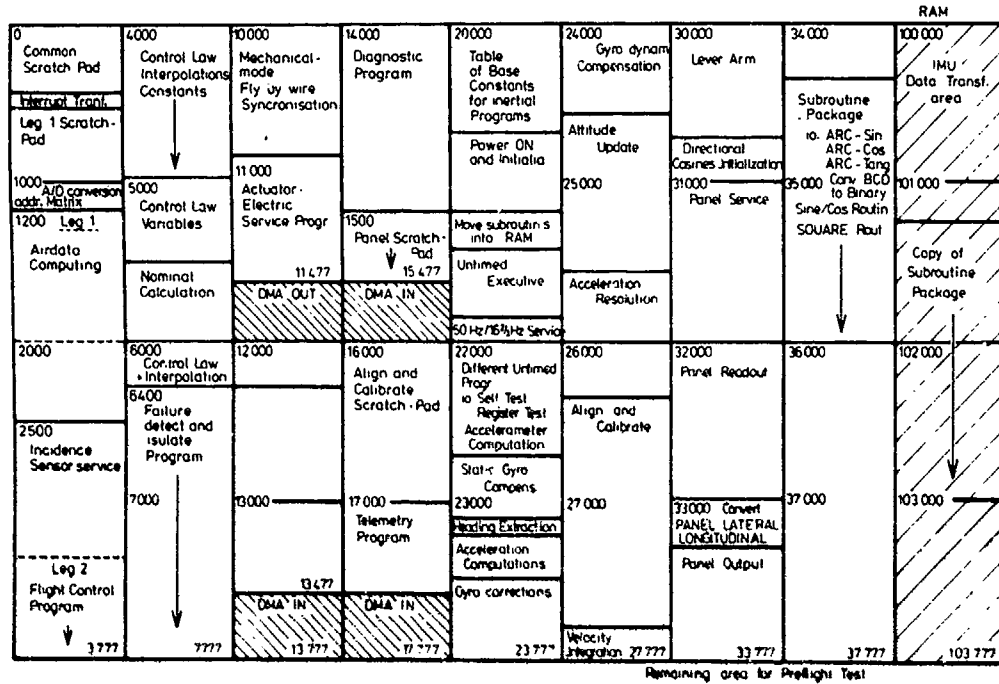 RAM
0
Common
Scratch Pad
Interrupt Tranf.
Leg 1 Scratch-
Pad
1000
A/D conversion
addr. Matrix
1200 Leg 1
Airdata
Computing
2000
2500
Incidence
Sensor service
Leg 2
Flight Control
Program
3777
4000
Control Law
Interpolations
Constants
5000
Control Law
Variables
Nominal
Calculation
6000
Control Law
Interpolation
6400
Failure
detect and
isulate
Program
7000
7777
10000
Mechanical-
mode
Fly by wire
Syncronisation
11000
Actuator-
Electric
Service Progr
11477
DMA OUT
12000
13000
13477
DMA IN
13777
14000
Diagnostic
Program
1500
Panel Scratch-
Pad
15477
DMA IN
16000
Align and
Calibrate
Scratch-Pad
17000
Telemetry
Program
DMA IN
17777
20000
Table
of Base
Constants
for inertial
Programs
Power ON
and Initialia
Move subroutin s
into RAM
Untimed
Executive
50 Hz/16⅔Hz Service
22000
Different Untimed
Progr
io Self Test
Register Test
Accelerameter
Computation
Static Gyro
Compens
23000
Heading Extraction
Acceleration
Computations
Gyro corrections
23777
24000
Gyro dynam
Compensation
Attitude
Update
25000
Acceleration
Resolution
26000
Align and
Calibrate
27000
Velocity
Integration 27777
30000
Lever Arm
Directional
Cosines Initialization
31000
Panel Service
32000
Panel Readout
33000 Convert
PANEL LATERAL
LONGITUDINAL
Panel Output
33777
34000
Subroutine
Package
io. ARC-Sin
ARC-Cos
ARC-Tang
35000 Conv BCD
to Binary
Sine/Cos Routin
SQUARE Rout
36000
37000
37777
100000
IMU
Data Transf.
area
101000
Copy of
Subroutine
Package
102000
103000
103777
Remaining area for Preflight Test